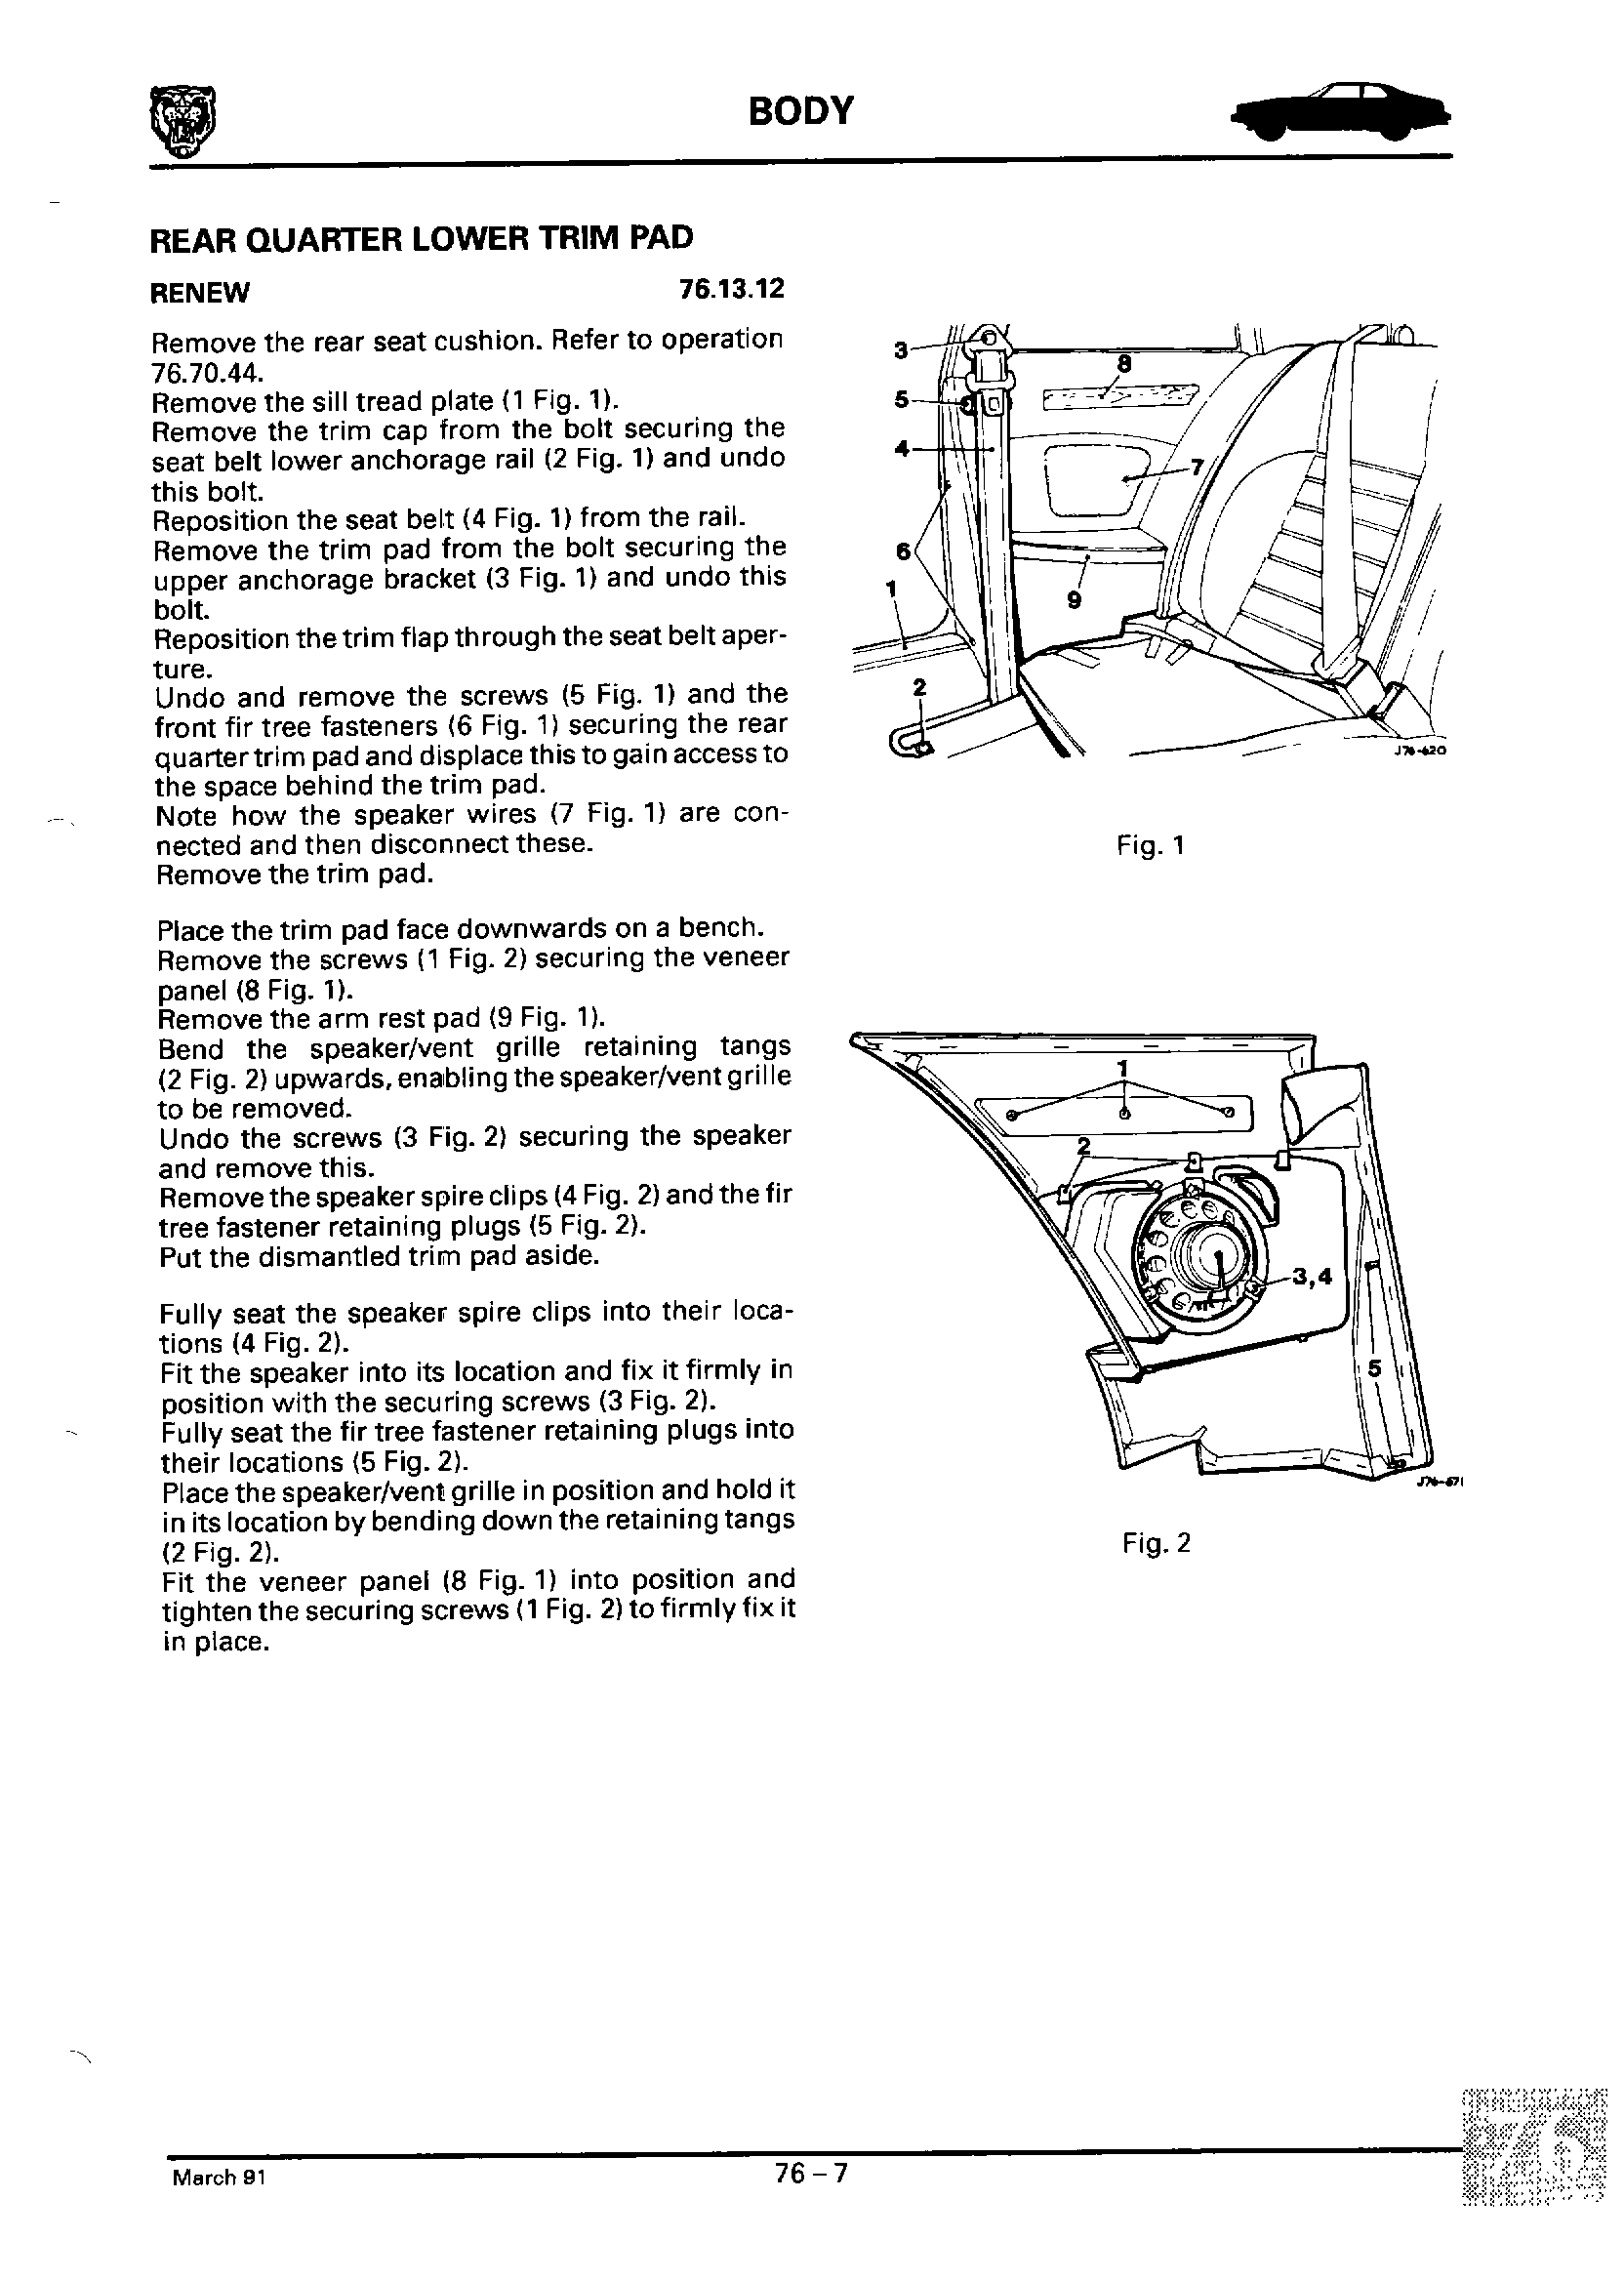 BODY
REAR QUARTER LOWER TRIM PAD
RENEW 76.13.12
Remove the rear seat cushion. Refer to operation
76.70.44.
Remove the sill tread plate (1 Fig. 1).
Remove the trim cap from the bolt securing the
seat belt lower anchorage rail (2 Fig. 1) and undo
this bolt.
Reposition the seat belt (4 Fig. 1) from the rail.
Remove the trim pad from the bolt securing the
upper anchorage bracket (3 Fig. 1) and undo this
bolt.
Reposition the trim flap through the seat belt aper-
ture.
Undo and remove the screws (5 Fig. 1) and the
front fir tree fasteners (6 Fig. 1) securing the rear
quarter trim pad and displace this to gain access to
the space behind the trim pad.
Note how the speaker wires (7 Fig. 1) are con-
nected and then disconnect these.
Remove the trim pad.
Place the trim pad face downwards on a bench.
Remove the screws (1 Fig. 2) securing the veneer
panel (8 Fig. 1).
Remove the arm rest pad (9 Fig. 1).
Bend the speaker/vent grille retaining tangs
(2 Fig. 2) upwards, enabling the speaker/vent grille
to be removed.
Undo the screws (3 Fig. 2) securing the speaker
and remove this.
Remove the speaker spire clips (4 Fig. 2) and the fir
tree fastener retaining plugs (5 Fig. 2).
Put the dismantled trim pad aside.
Fully seat the speaker spire clips into their loca-
tions (4 Fig. 2).
Fit the speaker into its location and fix it firmly in
position with the securing screws (3 Fig. 2).
Fully seat the fir tree fastener retaining plugs into
their locations (5 Fig. 2).
Place the speaker/vent grille in position and hold it
in its location by bending down the retaining tangs
(2 Fig. 2).
Fit the veneer panel (8 Fig. 1) into position and
tighten the securing screws (1 Fig. 2) to firmly fix it
in place.
3
8
5
4
7
6
1
9
2
J76-620
Fig. 1
1
2
3,4
5
J76-671
Fig. 2
March 91
76 – 7
76